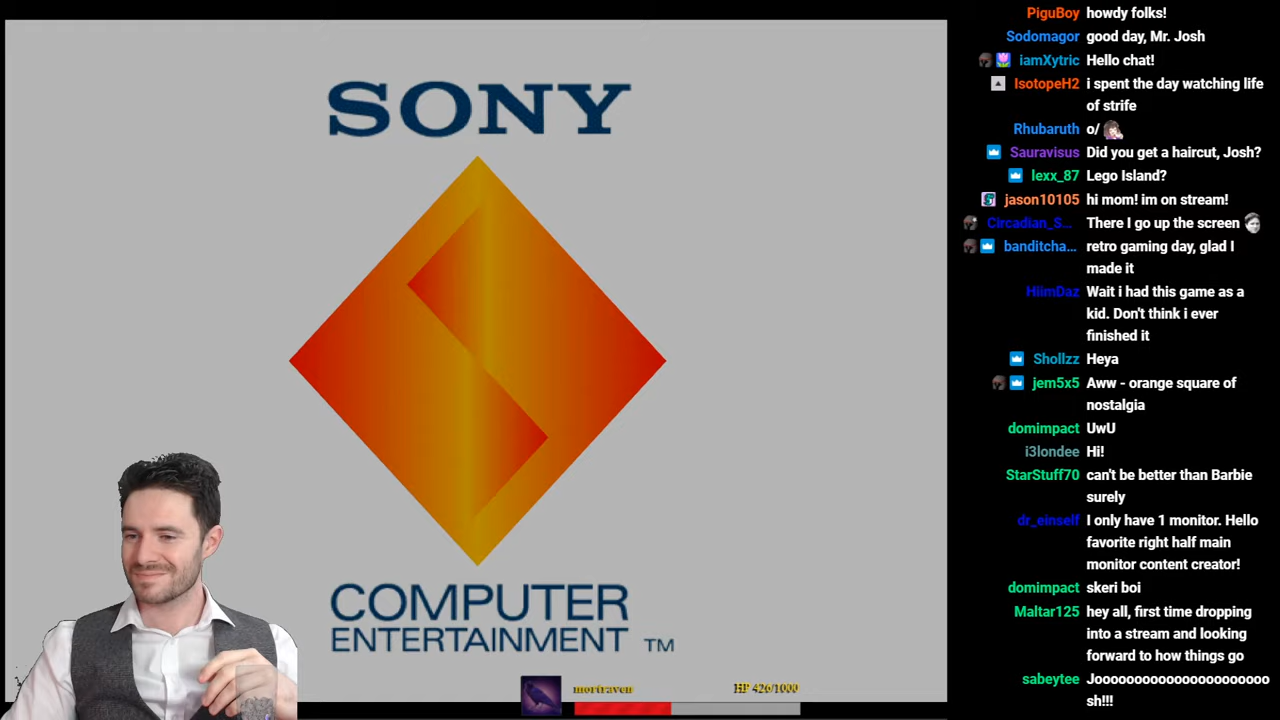 SONY
COMPUTER
ENTERTAINMENT ™
mortraven
HP 426/1000
PiguBoy howdy folks!
Sodomagor good day, Mr. Josh
iamXytric Hello chat!
IsotopeH2 i spent the day watching life
of strife
Rhubaruth o/
Sauravisus Did you get a haircut, Josh?
lexx_87 Lego Island?
jason10105 hi mom! im on stream!
Circadian_S... There I go up the screen
banditcha... retro gaming day, glad I
made it
HiimDaz Wait i had this game as a
kid. Don't think i ever
finished it
Shollzz Heya
jem5x5 Aww - orange square of
nostalgia
domimpact UwU
i3londee Hi!
StarStuff70 can't be better than Barbie
surely
dr_einself I only have 1 monitor. Hello
favorite right half main
monitor content creator!
domimpact skeri boi
Maltar125 hey all, first time dropping
into a stream and looking
forward to how things go
sabeytee Jooooooooooooooooooooo
sh!!!